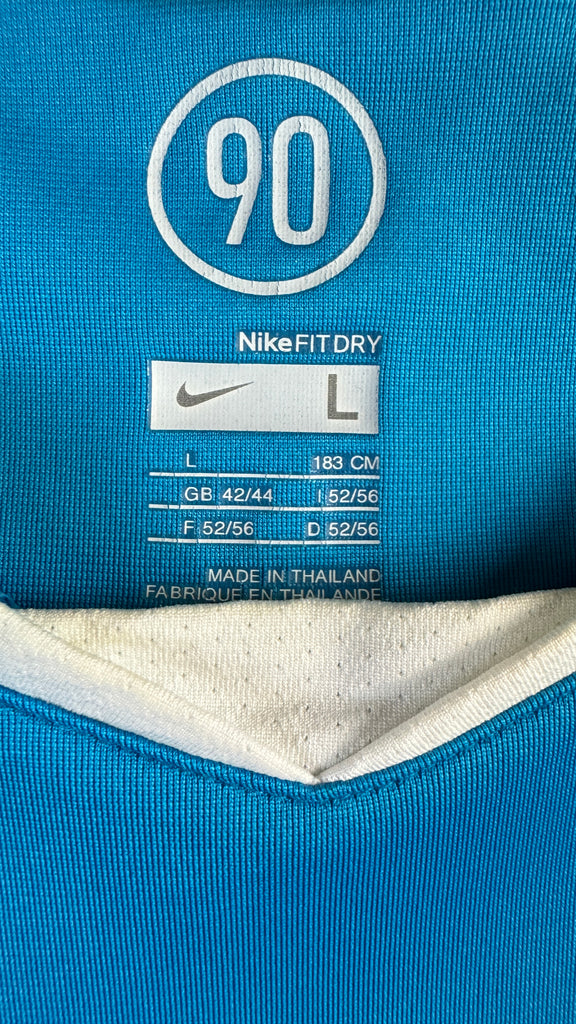 90
NikeFITDRY
L
L 183 CM
GB 42/44 I 52/56
F 52/56 D 52/56
MADE IN THAILAND
FABRIQUE EN THAILANDE